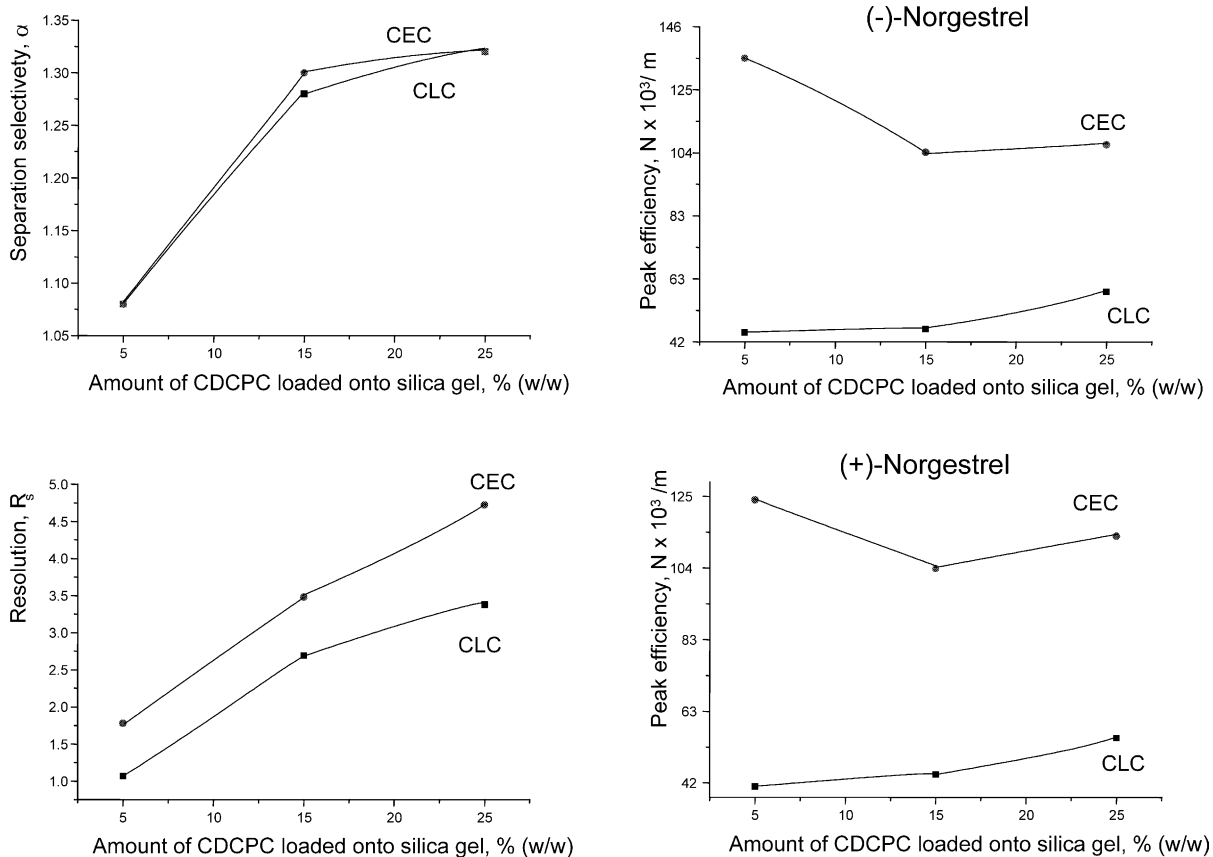 Separation selectivety, α
1.35
1.30
1.25
1.20
1.15
1.10
1.05
CEC
CLC
5 10 15 20 25
Amount of CDCPC loaded onto silica gel, % (w/w)
(-)-Norgestrel
Peak efficiency, N x 10³/ m
146
125
104
83
63
42
CEC
CLC
5 10 15 20 25
Amount of CDCPC loaded onto silica gel, % (w/w)
Resolution, Rs
5.0
4.5
4.0
3.5
3.0
2.5
2.0
1.5
1.0
CEC
CLC
5 10 15 20 25
Amount of CDCPC loaded onto silica gel, % (w/w)
(+)-Norgestrel
Peak efficiency, N x 10³ /m
125
104
83
63
42
CEC
CLC
5 10 15 20 25
Amount of CDCPC loaded onto silica gel, % (w/w)